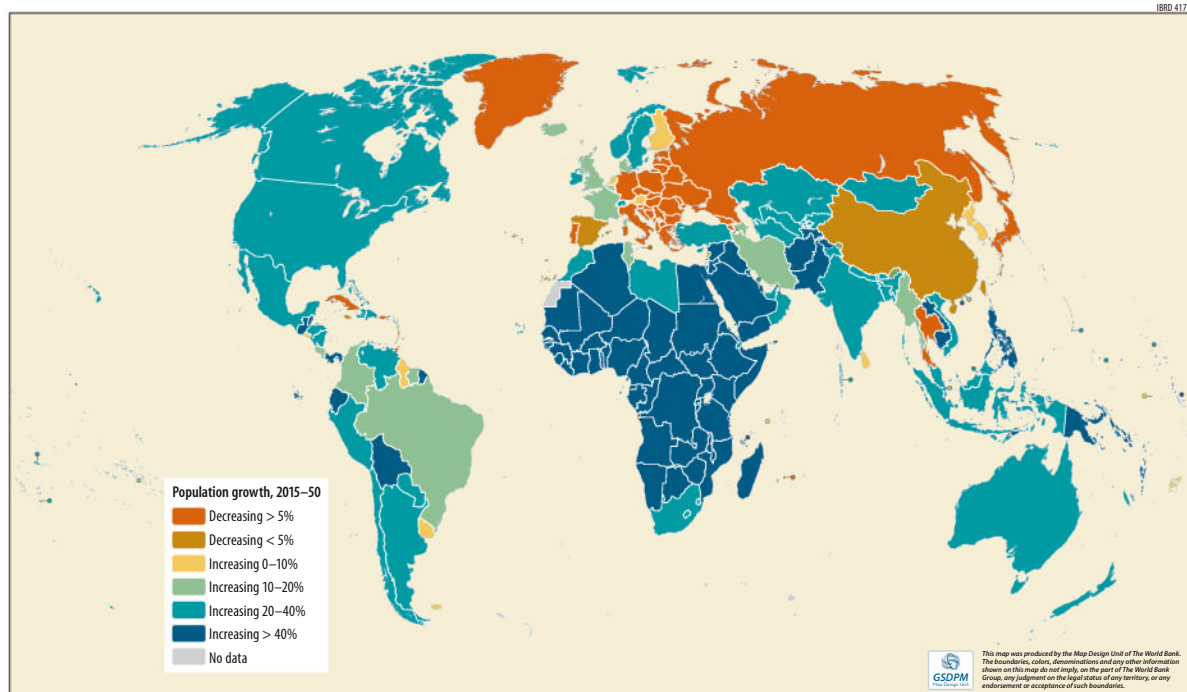 IBRD 417
Population growth, 2015–50
Decreasing > 5%
Decreasing < 5%
Increasing 0–10%
Increasing 10–20%
Increasing 20–40%
Increasing > 40%
No data
GSDPM
Map Design Unit
This map was produced by the Map Design Unit of The World Bank.
The boundaries, colors, denominations and any other information
shown on this map do not imply, on the part of The World Bank
Group, any judgment on the legal status of any territory, or any
endorsement or acceptance of such boundaries.